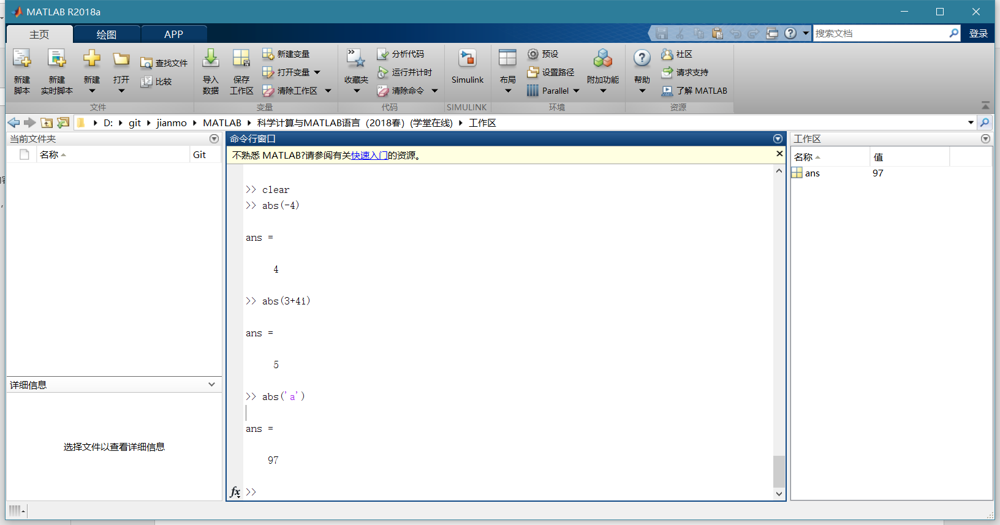 MATLAB R2018a
主页 绘图 APP
搜索文档 登录
新建
脚本
新建
实时脚本
新建
打开
查找文件
比较
文件
导入
数据
保存
工作区
新建变量
打开变量
清除工作区
变量
收藏夹
分析代码
运行并计时
清除命令
代码
Simulink
SIMULINK
布局
预设
设置路径
Parallel
附加功能
环境
帮助
社区
请求支持
了解 MATLAB
资源
D: git jianmo MATLAB 科学计算与MATLAB语言（2018春）(学堂在线) 工作区
当前文件夹
名称 Git
详细信息
选择文件以查看详细信息
命令行窗口
不熟悉 MATLAB?请参阅有关快速入门的资源。
>> clear
>> abs(-4)
ans =
4
>> abs(3+4i)
ans =
5
>> abs('a')
ans =
97
fx >>
工作区
名称 值
ans 97